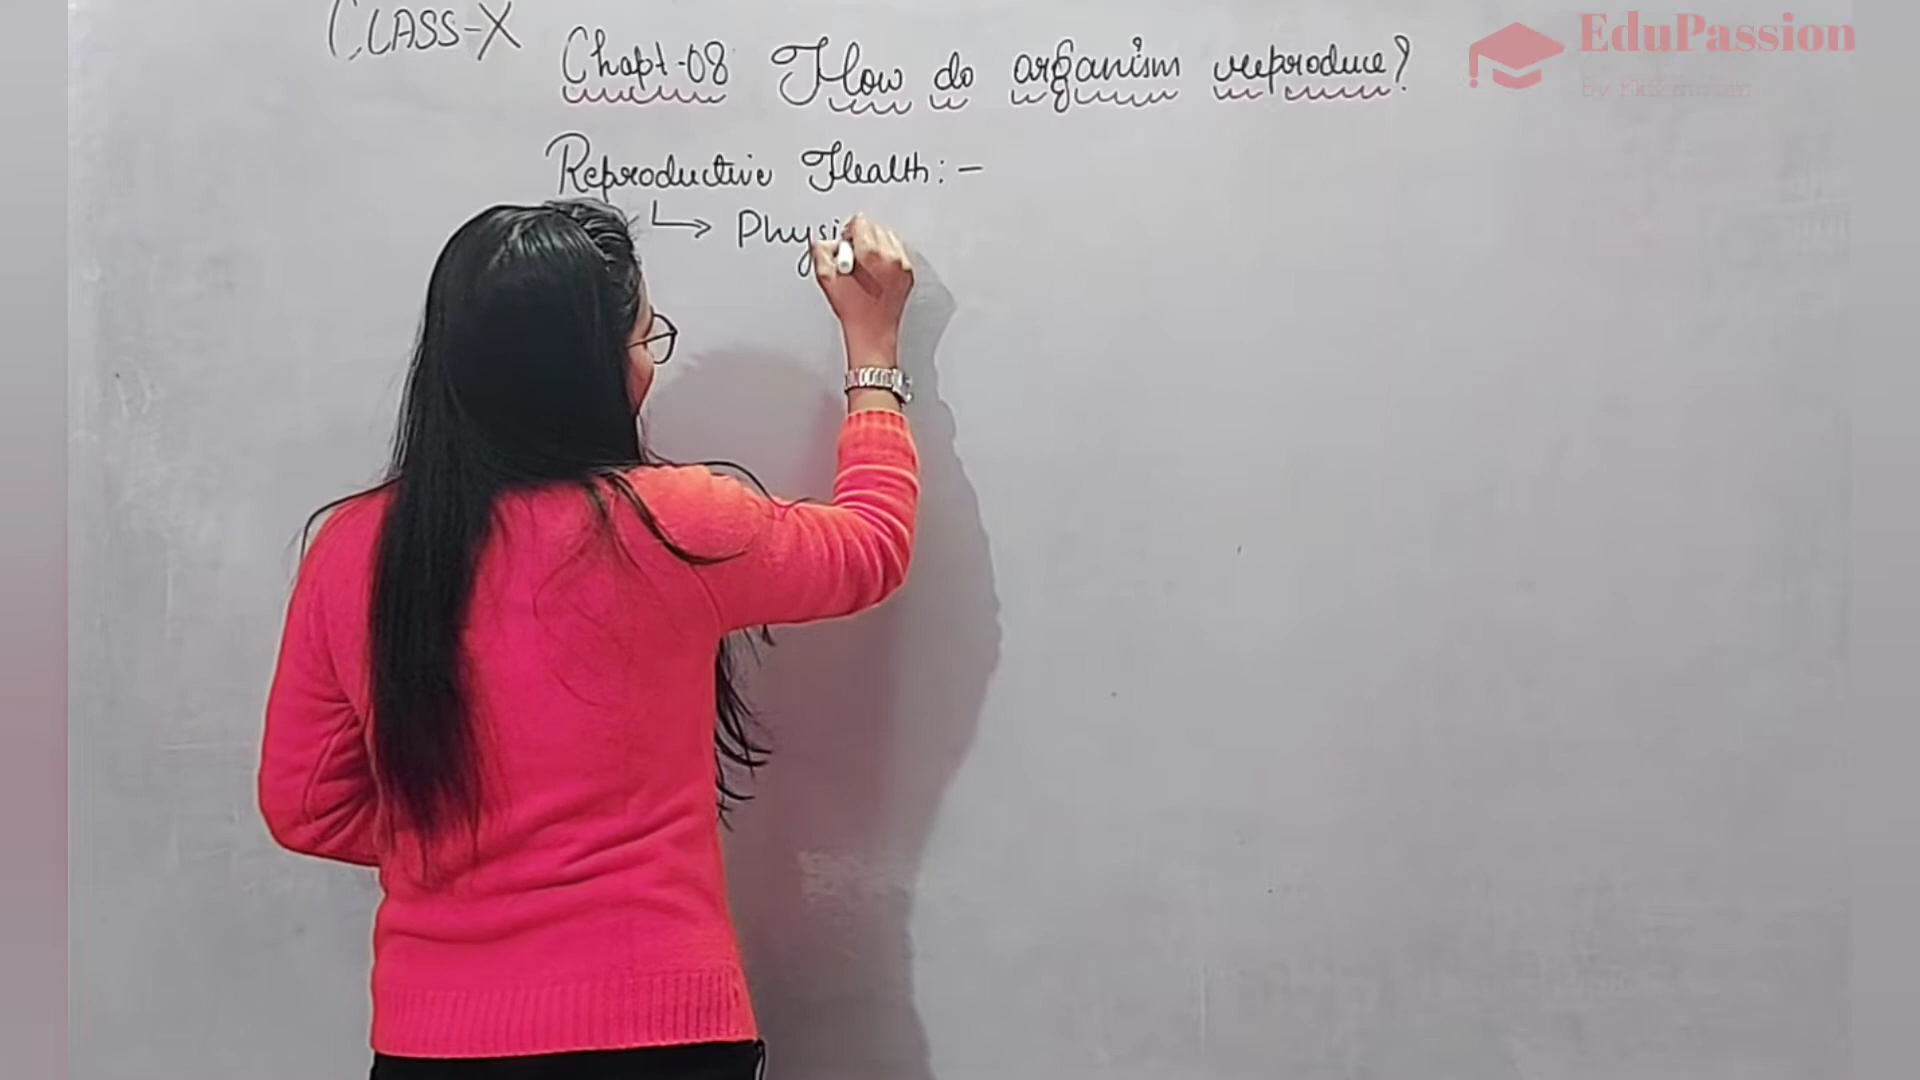 CLASS-X
Chapt-08 How do organism reproduce?
EduPassion
Reproductive Health:-
Physi